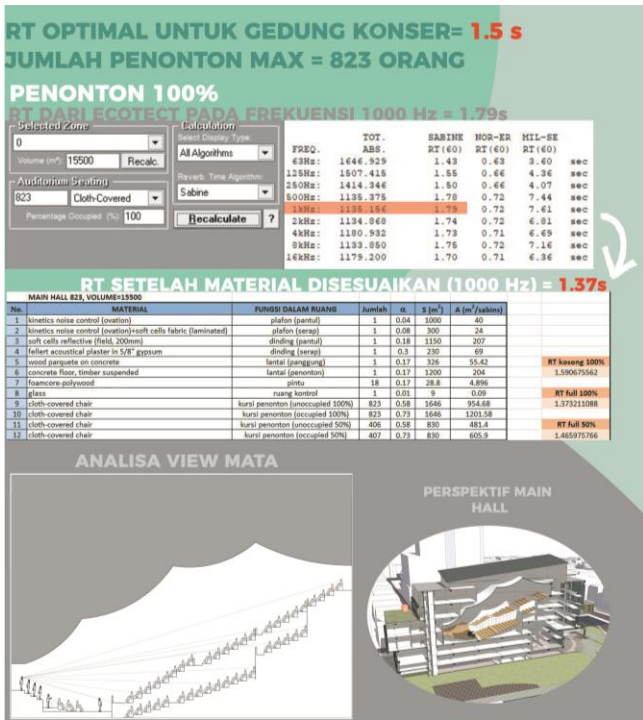 RT OPTIMAL UNTUK GEDUNG KONSER= 1.5 s
JUMLAH PENONTON MAX = 823 ORANG
PENONTON 100%
RT DARI ECOTECT PADA FREKUENSI 1000 Hz = 1.79s
Selected Zone
0
Volume (m³): 15500 Recalc.
Auditorium Seating
823 Cloth-Covered
Percentage Occupied (%): 100
Calculation
Select Display Type:
All Algorithms
Reverb. Time Algorithm:
Sabine
Recalculate ?
TOT. SABINE NOR-ER MIL-SE
FREQ. ABS. RT(60) RT(60) RT(60)
63Hz: 1646.929 1.43 0.63 3.60 sec
125Hz: 1507.415 1.55 0.66 4.36 sec
250Hz: 1414.346 1.50 0.66 4.07 sec
500Hz: 1135.375 1.78 0.72 7.44 sec
1kHz: 1135.156 1.79 0.72 7.61 sec
2kHz: 1134.868 1.74 0.72 6.81 sec
4kHz: 1180.932 1.73 0.71 6.69 sec
8kHz: 1133.850 1.75 0.72 7.16 sec
16kHz: 1179.200 1.70 0.71 6.36 sec
RT SETELAH MATERIAL DISESUAIKAN (1000 Hz) = 1.37s
MAIN HALL 823, VOLUME=15500
No. MATERIAL FUNGSI DALAM RUANG Jumlah α. S (m²) A (m²/sabins)
1 kinetics noise control (ovation) plafon (pantul) 1 0.04 1000 40
2 kinetics noise control (ovation)+soft cells fabric (laminated) plafon (serap) 1 0.08 300 24
3 soft cells reflective (field, 200mm) dinding (pantul) 1 0.18 1150 207
4 fellert acoustical plaster in 5/8" gypsum dinding (serap) 1 0.3 230 69
5 wood parquete on concrete lantai (panggung) 1 0.17 326 55.42 RT kosong 100%
6 concrete floor, timber suspended lantai (penonton) 1 0.17 1200 204 1.590675562
7 foamcore-polywood pintu 18 0.17 28.8 4.896
8 glass ruang kontrol 1 0.01 9 0.09 RT full 100%
9 cloth-covered chair kursi penonton (unoccupied 100%) 823 0.58 1646 954.68 1.373211088
10 cloth-covered chair kursi penonton (occupied 100%) 823 0.73 1646 1201.58
11 cloth-covered chair kursi penonton (unoccupied 50%) 406 0.58 830 481.4 RT full 50%
12 cloth-covered chair kursi penonton (occupied 50%) 407 0.73 830 605.9 1.465975766
ANALISA VIEW MATA
PERSPEKTIF MAIN
HALL